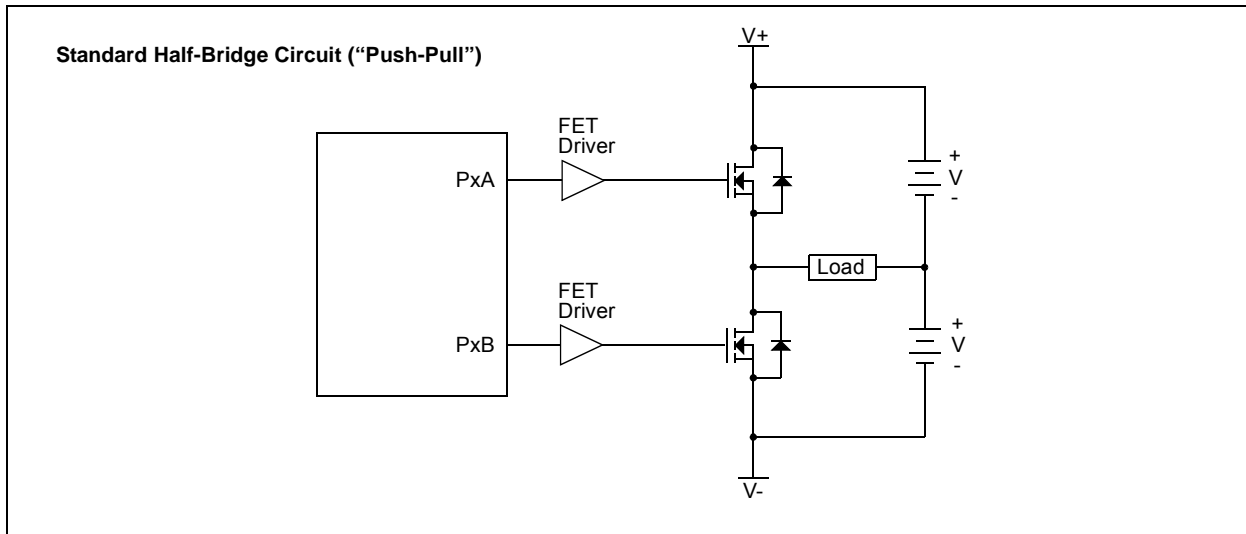 Standard Half-Bridge Circuit (“Push-Pull”)
V+
FET
Driver
PxA
+
V
-
Load
FET
Driver
PxB
+
V
-
V-